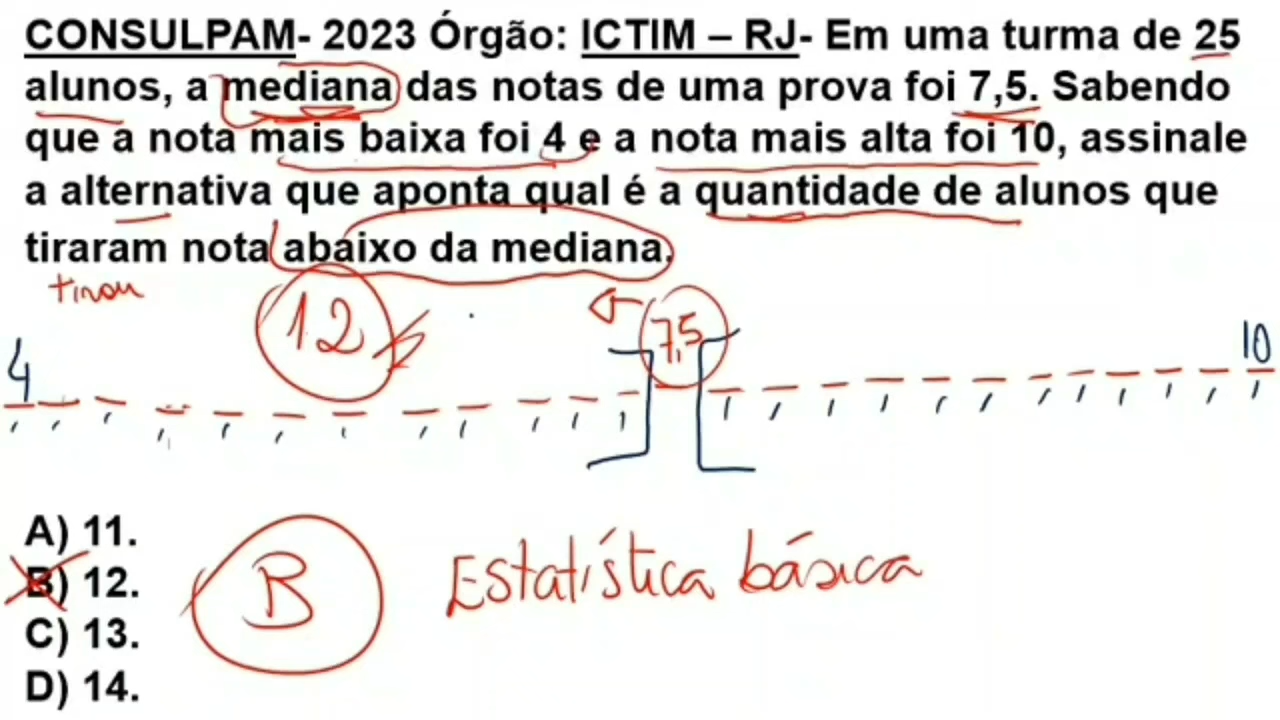 CONSULPAM- 2023 Órgão: ICTIM – RJ- Em uma turma de 25
alunos, a mediana das notas de uma prova foi 7,5. Sabendo
que a nota mais baixa foi 4 e a nota mais alta foi 10, assinale
a alternativa que aponta qual é a quantidade de alunos que
tiraram nota abaixo da mediana.
tirou
12
7,5
4
10
A) 11.
B) 12.
C) 13.
D) 14.
B
Estatística básica